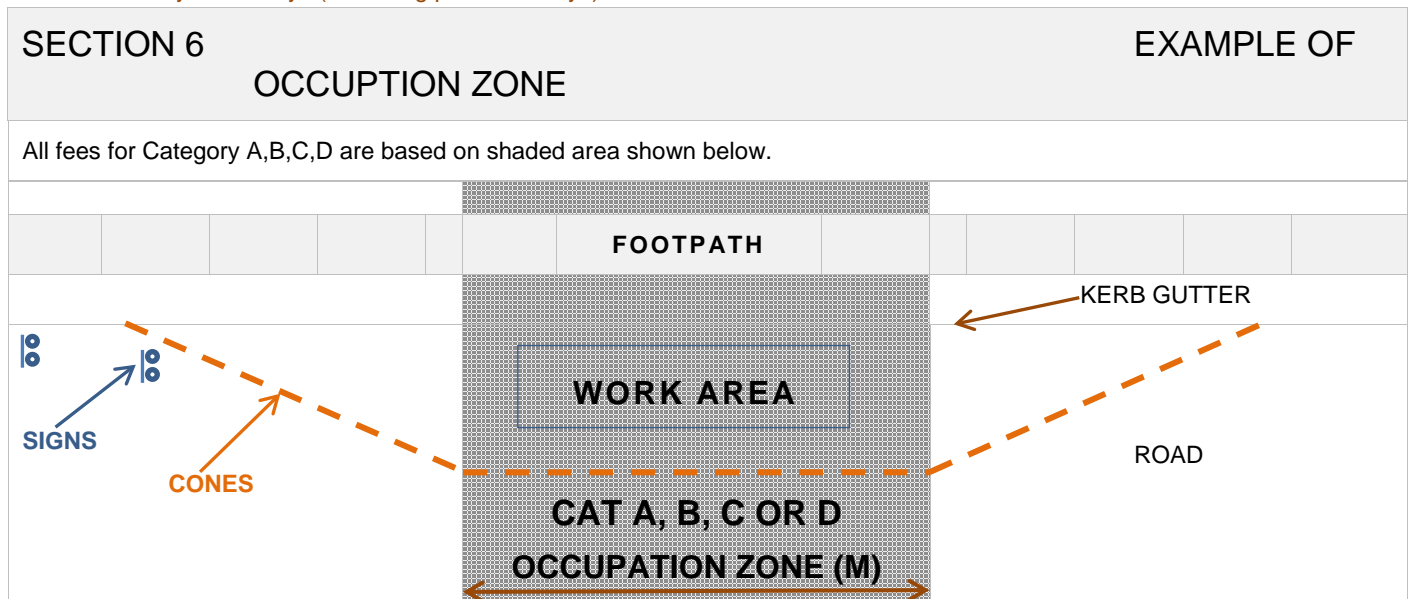 SECTION 6 EXAMPLE OF
OCCUPTION ZONE
All fees for Category A,B,C,D are based on shaded area shown below.
FOOTPATH
KERB GUTTER
WORK AREA
SIGNS
ROAD
CONES
CAT A, B, C OR D
OCCUPATION ZONE (M)